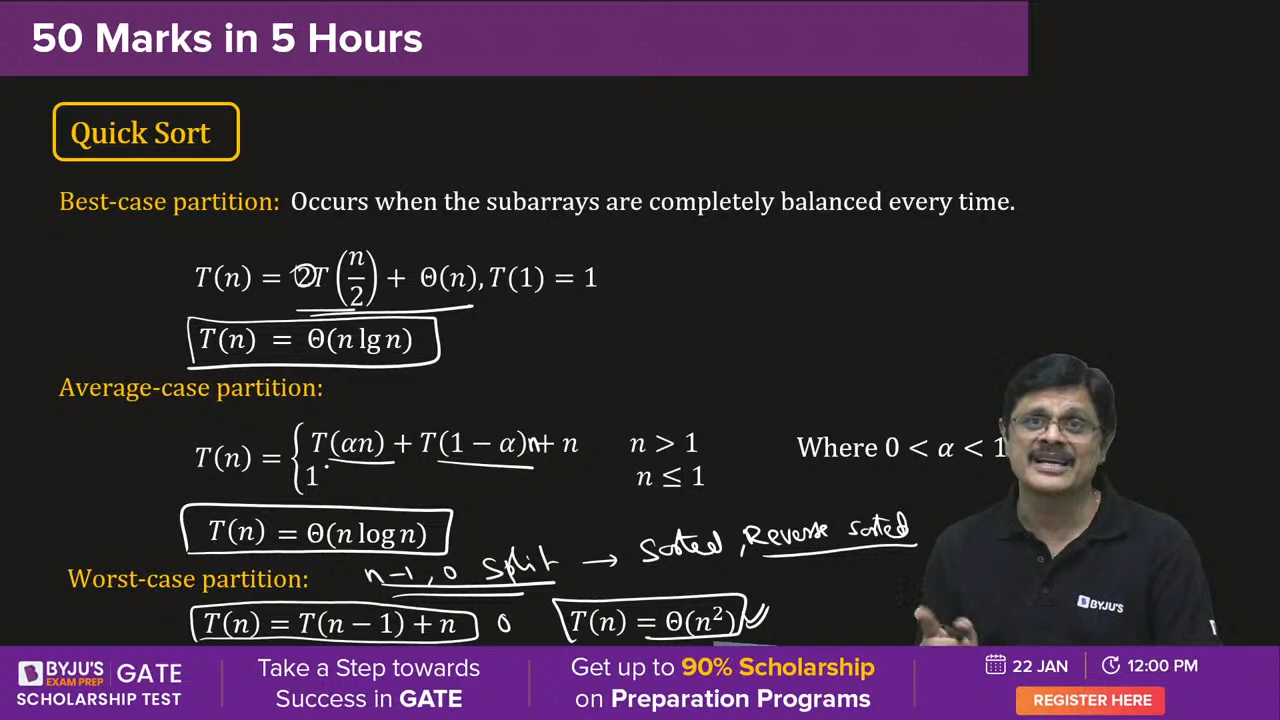 50 Marks in 5 Hours
Quick Sort
Best-case partition: Occurs when the subarrays are completely balanced every time.
T(n) = 2T(n/2) + Θ(n), T(1) = 1
T(n) = Θ(n lg n)
Average-case partition:
T(n) = { T(αn) + T(1 − α)n + n    n > 1    Where 0 < α < 1
1    n ≤ 1
T(n) = Θ(n log n)
n-1, 0 split → Sorted, Reverse sorted
Worst-case partition:
T(n) = T(n − 1) + n    0    T(n) = Θ(n²)
BYJU'S
BYJU'S EXAM PREP GATE
SCHOLARSHIP TEST
Take a Step towards
Success in GATE
Get up to 90% Scholarship
on Preparation Programs
22 JAN    12:00 PM
REGISTER HERE